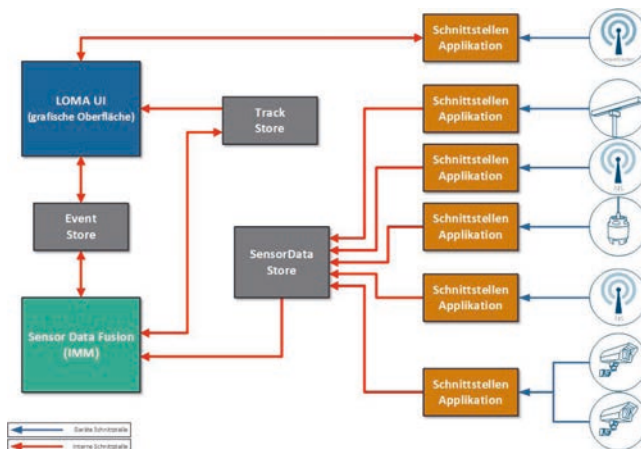 Schnittstellen
Applikation
LOMA UI
(grafische Oberfläche)
Track
Store
Schnittstellen
Applikation
Schnittstellen
Applikation
AIS
Event
Store
SensorData
Store
Schnittstellen
Applikation
Sensor Data Fusion
(IMM)
Schnittstellen
Applikation
Schnittstellen
Applikation
Geräte Schnittstelle
Interne Schnittstelle